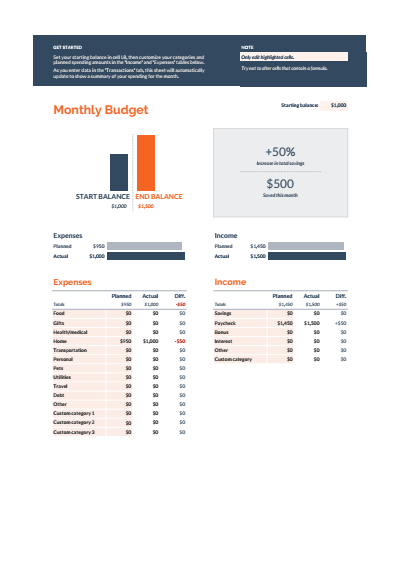 GET STARTED
Set your starting balance in cell L8, then customize your categories and
planned spending amounts in the "Income" and "Expenses" tables below.
As you enter data in the "Transactions" tab, this sheet will automatically
update to show a summary of your spending for the month.
NOTE
Only edit highlighted cells.
Try not to alter cells that contain a formula.
Monthly Budget
Starting balance: $1,000
START BALANCE END BALANCE
$1,000 $1,500
+50%
Increase in total savings
$500
Saved this month
Expenses
Planned $950
Actual $1,000
Income
Planned $1,450
Actual $1,500
Expenses
Planned Actual Diff.
Totals $950 $1,000 -$50
Food $0 $0 $0
Gifts $0 $0 $0
Health/medical $0 $0 $0
Home $950 $1,000 -$50
Transportation $0 $0 $0
Personal $0 $0 $0
Pets $0 $0 $0
Utilities $0 $0 $0
Travel $0 $0 $0
Debt $0 $0 $0
Other $0 $0 $0
Custom category 1 $0 $0 $0
Custom category 2 $0 $0 $0
Custom category 3 $0 $0 $0
Income
Planned Actual Diff.
Totals $1,450 $1,500 +$50
Savings $0 $0 $0
Paycheck $1,450 $1,500 +$50
Bonus $0 $0 $0
Interest $0 $0 $0
Other $0 $0 $0
Custom category $0 $0 $0